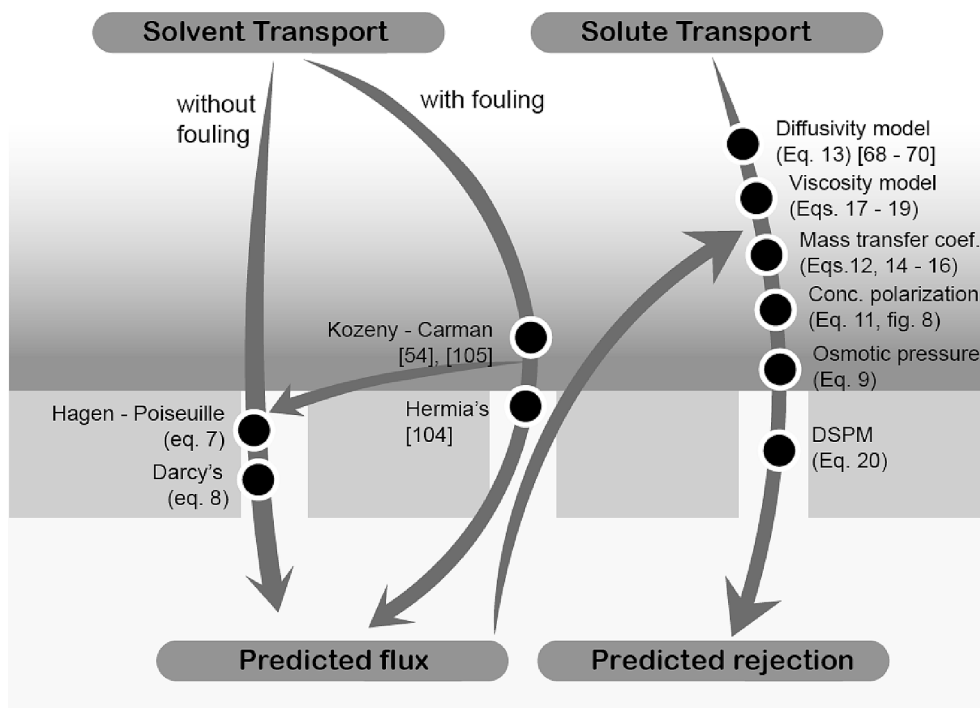 Solvent Transport
Solute Transport
without
fouling
with fouling
Diffusivity model
(Eq. 13) [68 - 70]
Viscosity model
(Eqs. 17 - 19)
Mass transfer coef.
(Eqs.12, 14 - 16)
Conc. polarization
(Eq. 11, fig. 8)
Kozeny - Carman
[54], [105]
Osmotic pressure
(Eq. 9)
Hagen - Poiseuille
(eq. 7)
Hermia's
[104]
DSPM
(Eq. 20)
Darcy's
(eq. 8)
Predicted flux
Predicted rejection